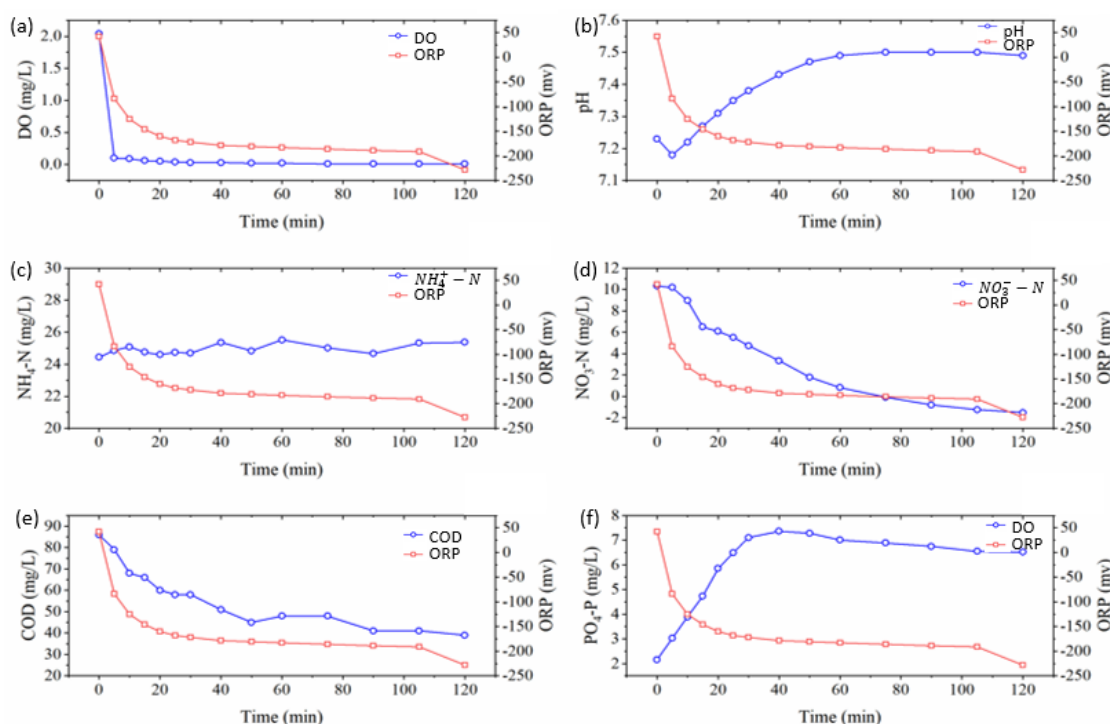 (a)
DO
ORP
DO (mg/L)
2.0
1.5
1.0
0.5
0.0
50
0
-50
-100
-150
-200
-250
ORP (mv)
0 20 40 60 80 100 120
Time (min)
(b)
pH
ORP
pH
7.6
7.5
7.4
7.3
7.2
7.1
50
0
-50
-100
-150
-200
-250
ORP (mv)
0 20 40 60 80 100 120
Time (min)
(c)
NH₄⁺ − N
ORP
NH₄-N (mg/L)
30
28
26
24
22
20
50
0
-50
-100
-150
-200
-250
ORP (mv)
0 20 40 60 80 100 120
Time (min)
(d)
NO₃⁻ − N
ORP
NO₃-N (mg/L)
12
10
8
6
4
2
0
-2
50
0
-50
-100
-150
-200
-250
ORP (mv)
0 20 40 60 80 100 120
Time (min)
(e)
COD
ORP
COD (mg/L)
90
80
70
60
50
40
30
20
50
0
-50
-100
-150
-200
-250
ORP (mv)
0 20 40 60 80 100 120
Time (min)
(f)
DO
ORP
PO₄-P (mg/L)
8
7
6
5
4
3
2
50
0
-50
-100
-150
-200
-250
ORP (mv)
0 20 40 60 80 100 120
Time (min)